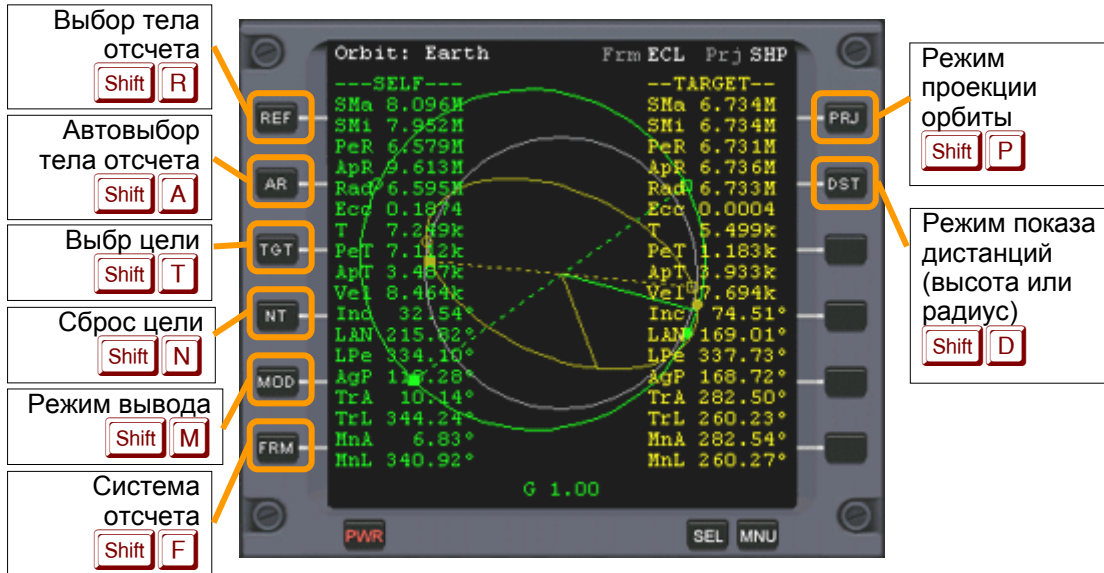 Выбор тела
отсчета
Shift R
Автовыбор
тела отсчета
Shift A
Выбр цели
Shift T
Сброс цели
Shift N
Режим вывода
Shift M
Система
отсчета
Shift F
REF
AR
TGT
NT
MOD
FRM
Orbit: Earth Frm ECL Prj SHP
---SELF---
SMa 8.096M
SMi 7.952M
PeR 6.579M
ApR 9.613M
Rad 6.595M
Ecc 0.1874
T 7.249k
PeT 7.112k
ApT 3.487k
Vel 8.464k
Inc 32.54°
LAN 215.82°
LPe 334.10°
AgP 118.28°
TrA 10.14°
TrL 344.24°
MnA 6.83°
MnL 340.92°
--TARGET--
SMa 6.734M
SMi 6.734M
PeR 6.731M
ApR 6.736M
Rad 6.733M
Ecc 0.0004
T 5.499k
PeT 1.183k
ApT 3.933k
Vel 7.694k
Inc 74.51°
LAN 169.01°
LPe 337.73°
AgP 168.72°
TrA 282.50°
TrL 260.23°
MnA 282.54°
MnL 260.27°
G 1.00
PWR
SEL MNU
PRJ
DST
Режим
проекции
орбиты
Shift P
Режим показа
дистанций
(высота или
радиус)
Shift D